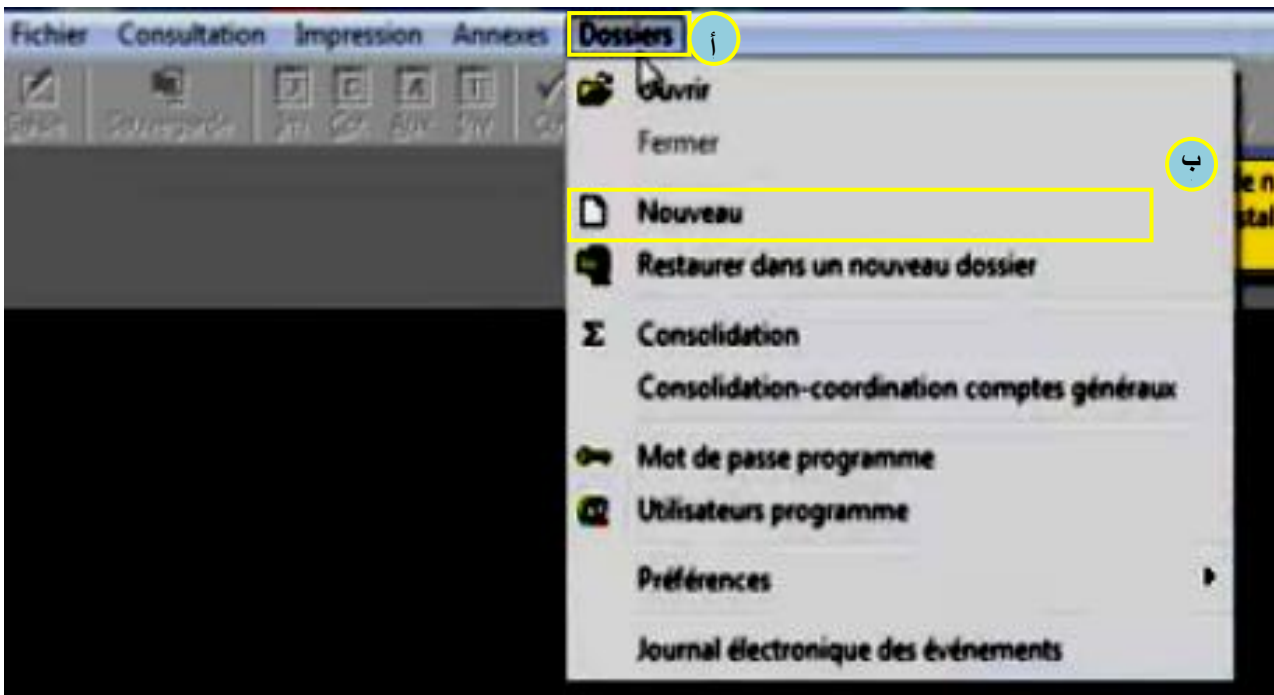 Fichier Consultation Impression Annexes Dossiers أ
Ouvrir
Fermer
ب
Nouveau
Restaurer dans un nouveau dossier
Σ Consolidation
Consolidation-coordination comptes généraux
Mot de passe programme
Utilisateurs programme
Préférences
Journal électronique des événements